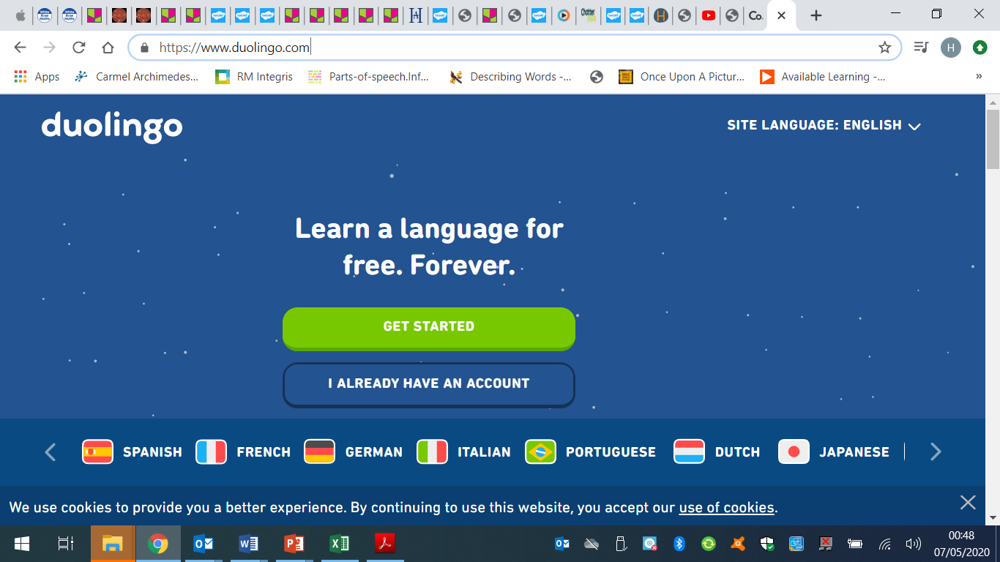 Co.
https://www.duolingo.com
H
Apps
Carmel Archimedes...
RM Integris
Parts-of-speech.Inf...
Describing Words -...
Once Upon A Pictur...
Available Learning -...
»
duolingo
SITE LANGUAGE: ENGLISH
Learn a language for
free. Forever.
GET STARTED
I ALREADY HAVE AN ACCOUNT
SPANISH
FRENCH
GERMAN
ITALIAN
PORTUGUESE
DUTCH
JAPANESE
We use cookies to provide you a better experience. By continuing to use this website, you accept our use of cookies.
00:48
07/05/2020